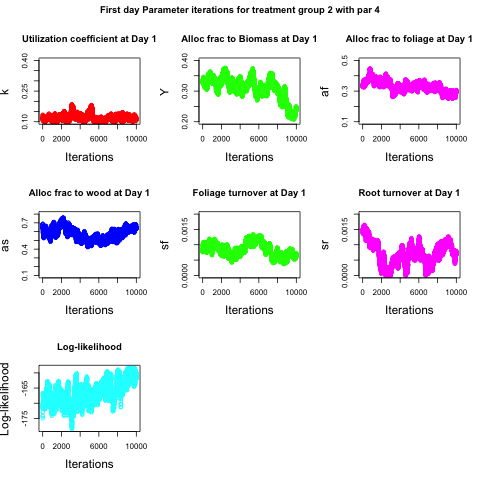 First day Parameter iterations for treatment group 2 with par 4
Utilization coefficient at Day 1
Alloc frac to Biomass at Day 1
Alloc frac to foliage at Day 1
k
0.10 0.25 0.40
0 2000 6000 10000
Iterations
Y
0.20 0.30 0.40
0 2000 6000 10000
Iterations
af
0.1 0.3 0.5
0 2000 6000 10000
Iterations
Alloc frac to wood at Day 1
Foliage turnover at Day 1
Root turnover at Day 1
as
0.1 0.4 0.7
0 2000 6000 10000
Iterations
sf
0.0000 0.0015
0 2000 6000 10000
Iterations
sr
0.0000 0.0015
0 2000 6000 10000
Iterations
Log-likelihood
Log-likelihood
-175 -165
0 2000 6000 10000
Iterations